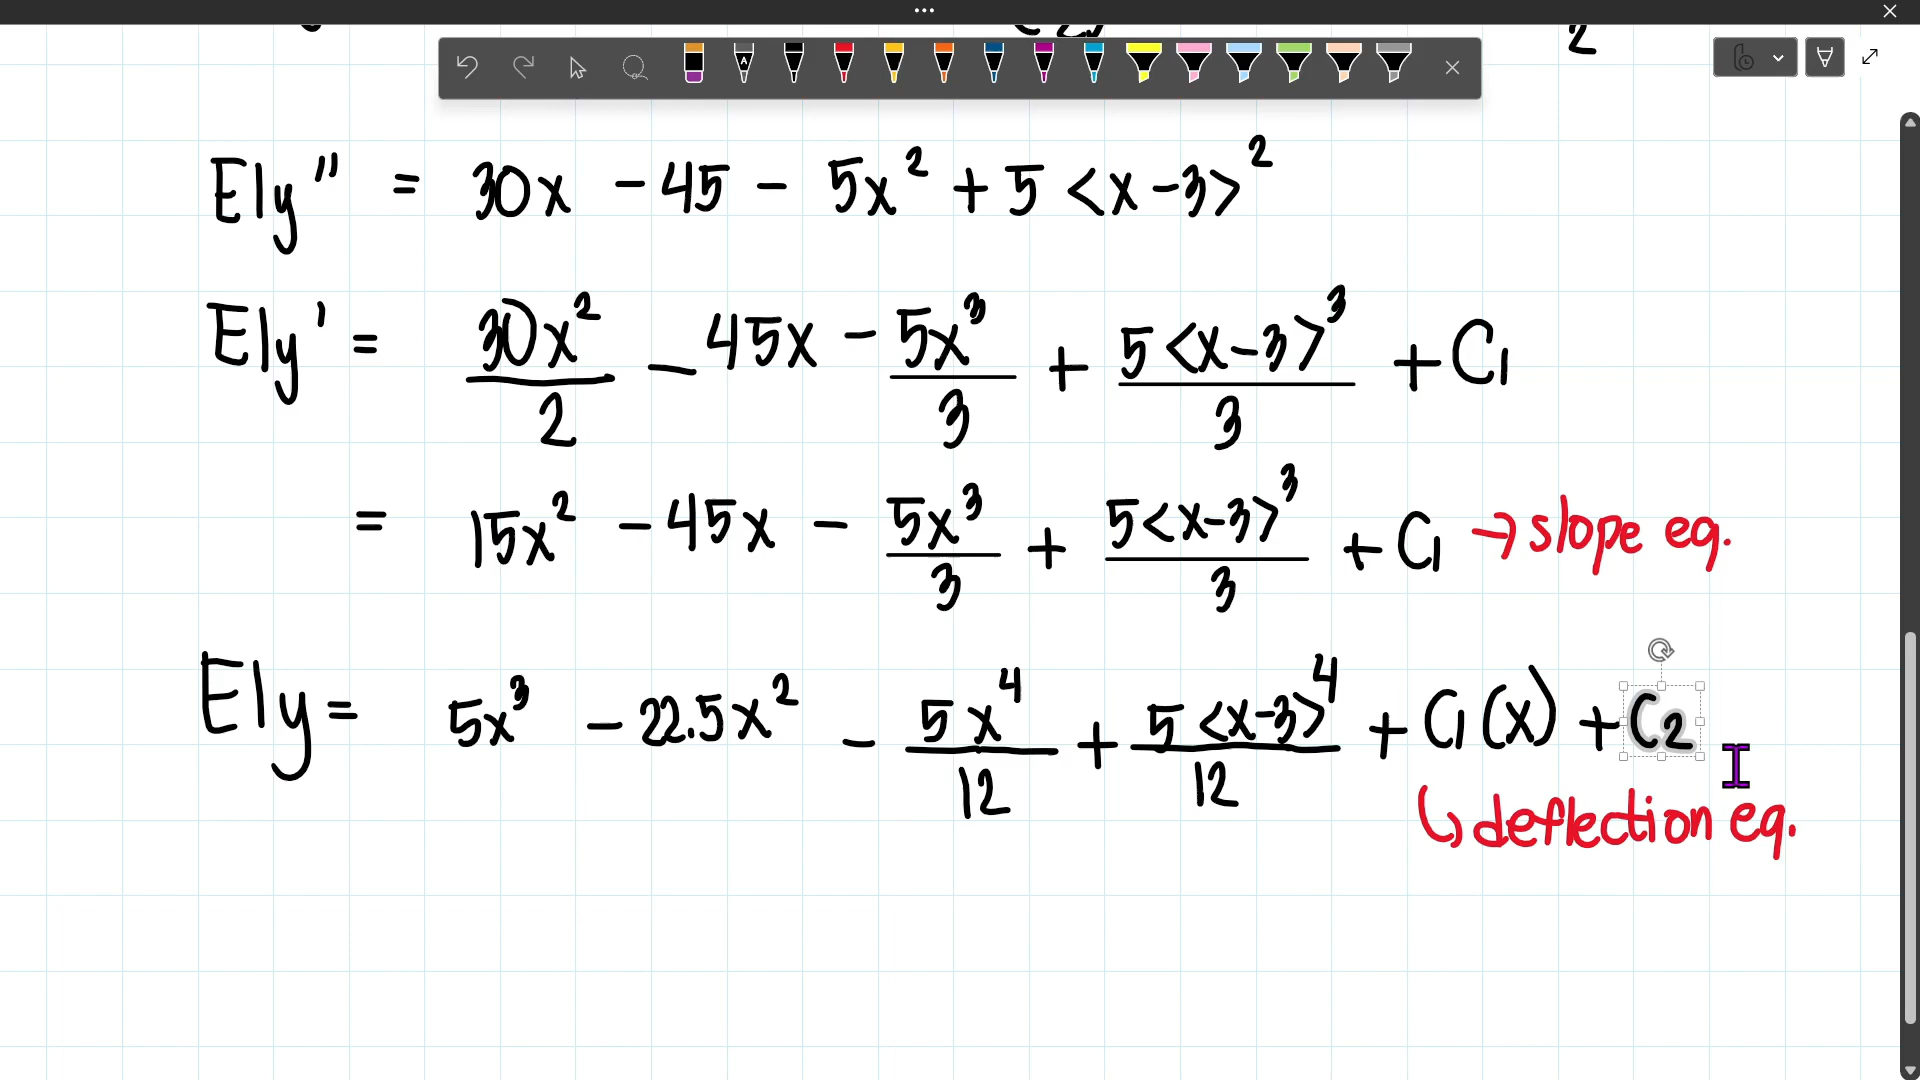 2
EIy" = 30x - 45 - 5x² + 5<x-3>²
EIy' = 30x²/2 - 45x - 5x³/3 + 5<x-3>³/3 + C1
= 15x² - 45x - 5x³/3 + 5<x-3>³/3 + C1 → slope eq.
EIy = 5x³ - 22.5x² - 5x⁴/12 + 5<x-3>⁴/12 + C1(x) + C2
↳ deflection eq.